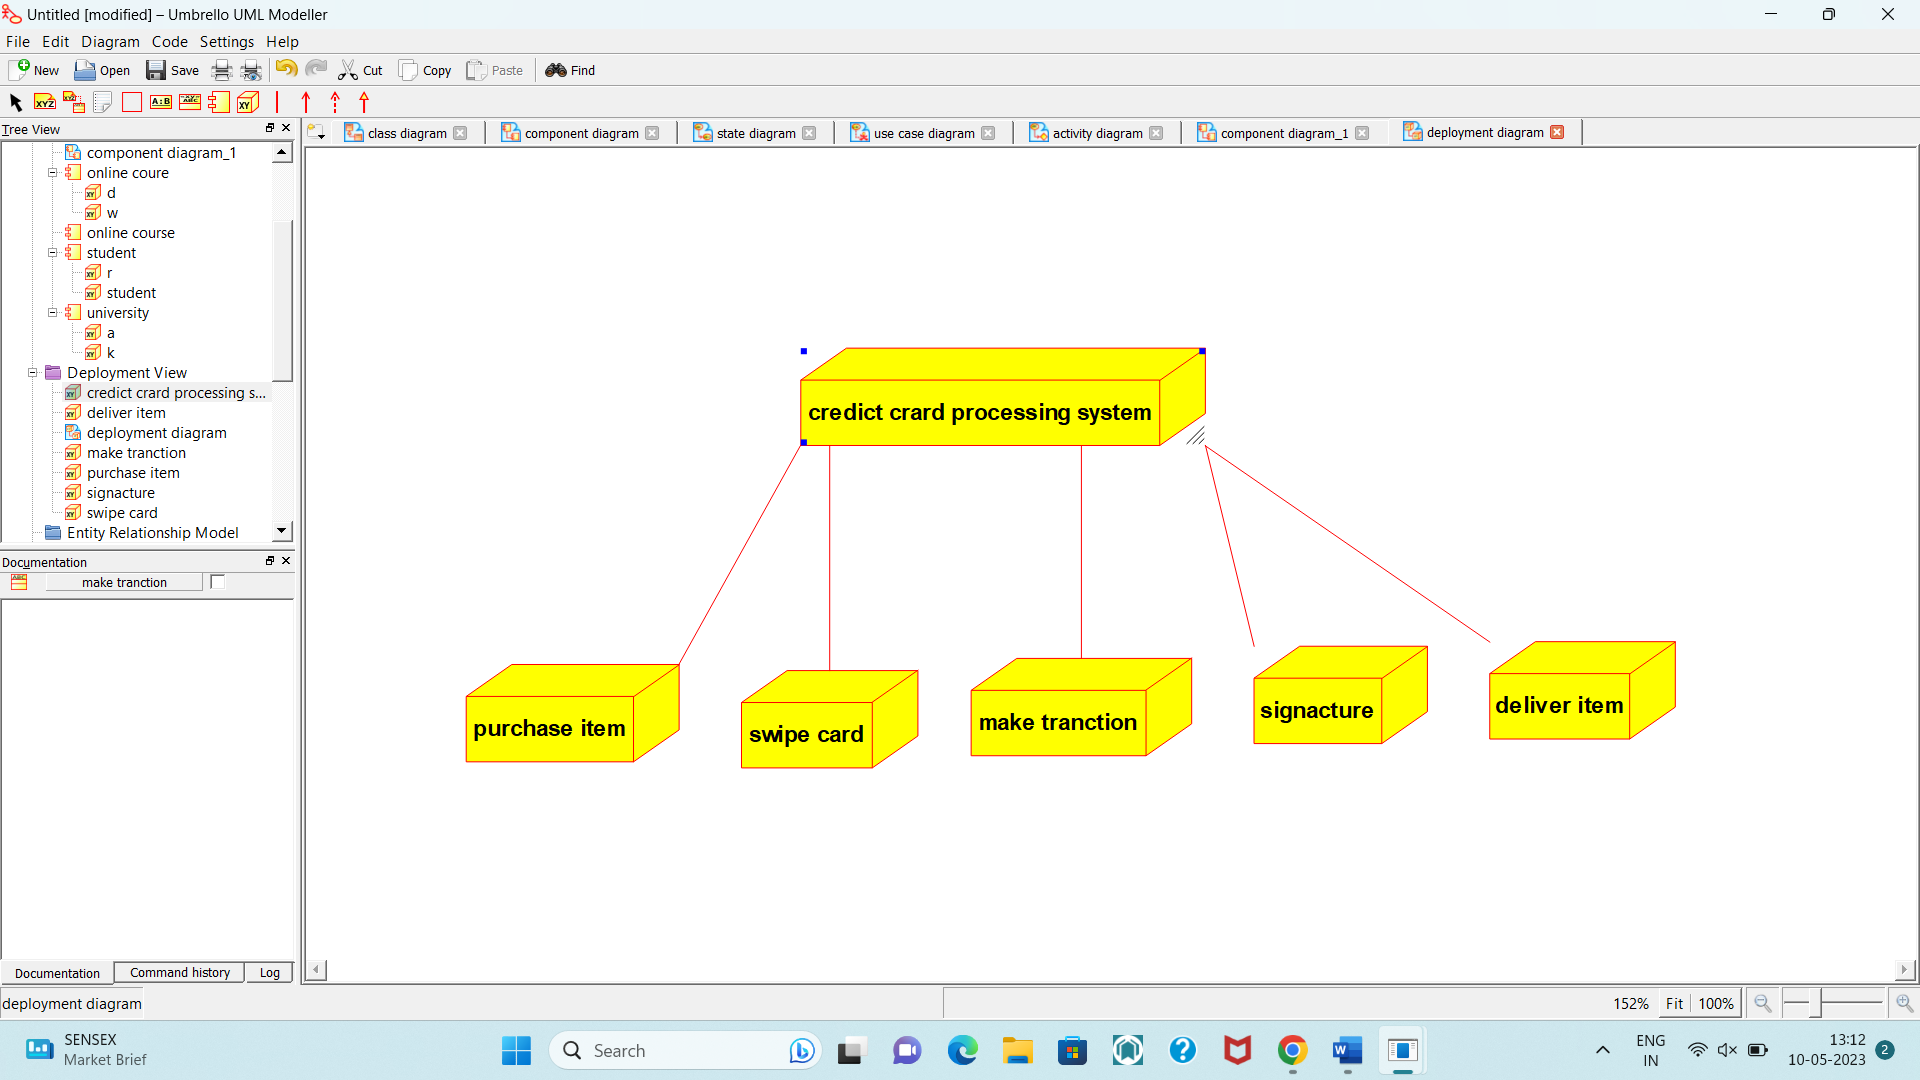 Untitled [modified] – Umbrello UML Modeller
File Edit Diagram Code Settings Help
New Open Save Cut Copy Paste Find
XYZ XYZ A:B ABC XY
Tree View
class diagram component diagram state diagram use case diagram activity diagram component diagram_1 deployment diagram
component diagram_1
online coure
d
w
online course
student
r
student
university
a
k
Deployment View
credict crard processing s...
deliver item
deployment diagram
make tranction
purchase item
signacture
swipe card
Entity Relationship Model
Documentation
make tranction
credict crard processing system
purchase item
swipe card
make tranction
signacture
deliver item
Documentation Command history Log
deployment diagram
152% Fit 100%
SENSEX
Market Brief
Search
ENG
IN
13:12
10-05-2023
2